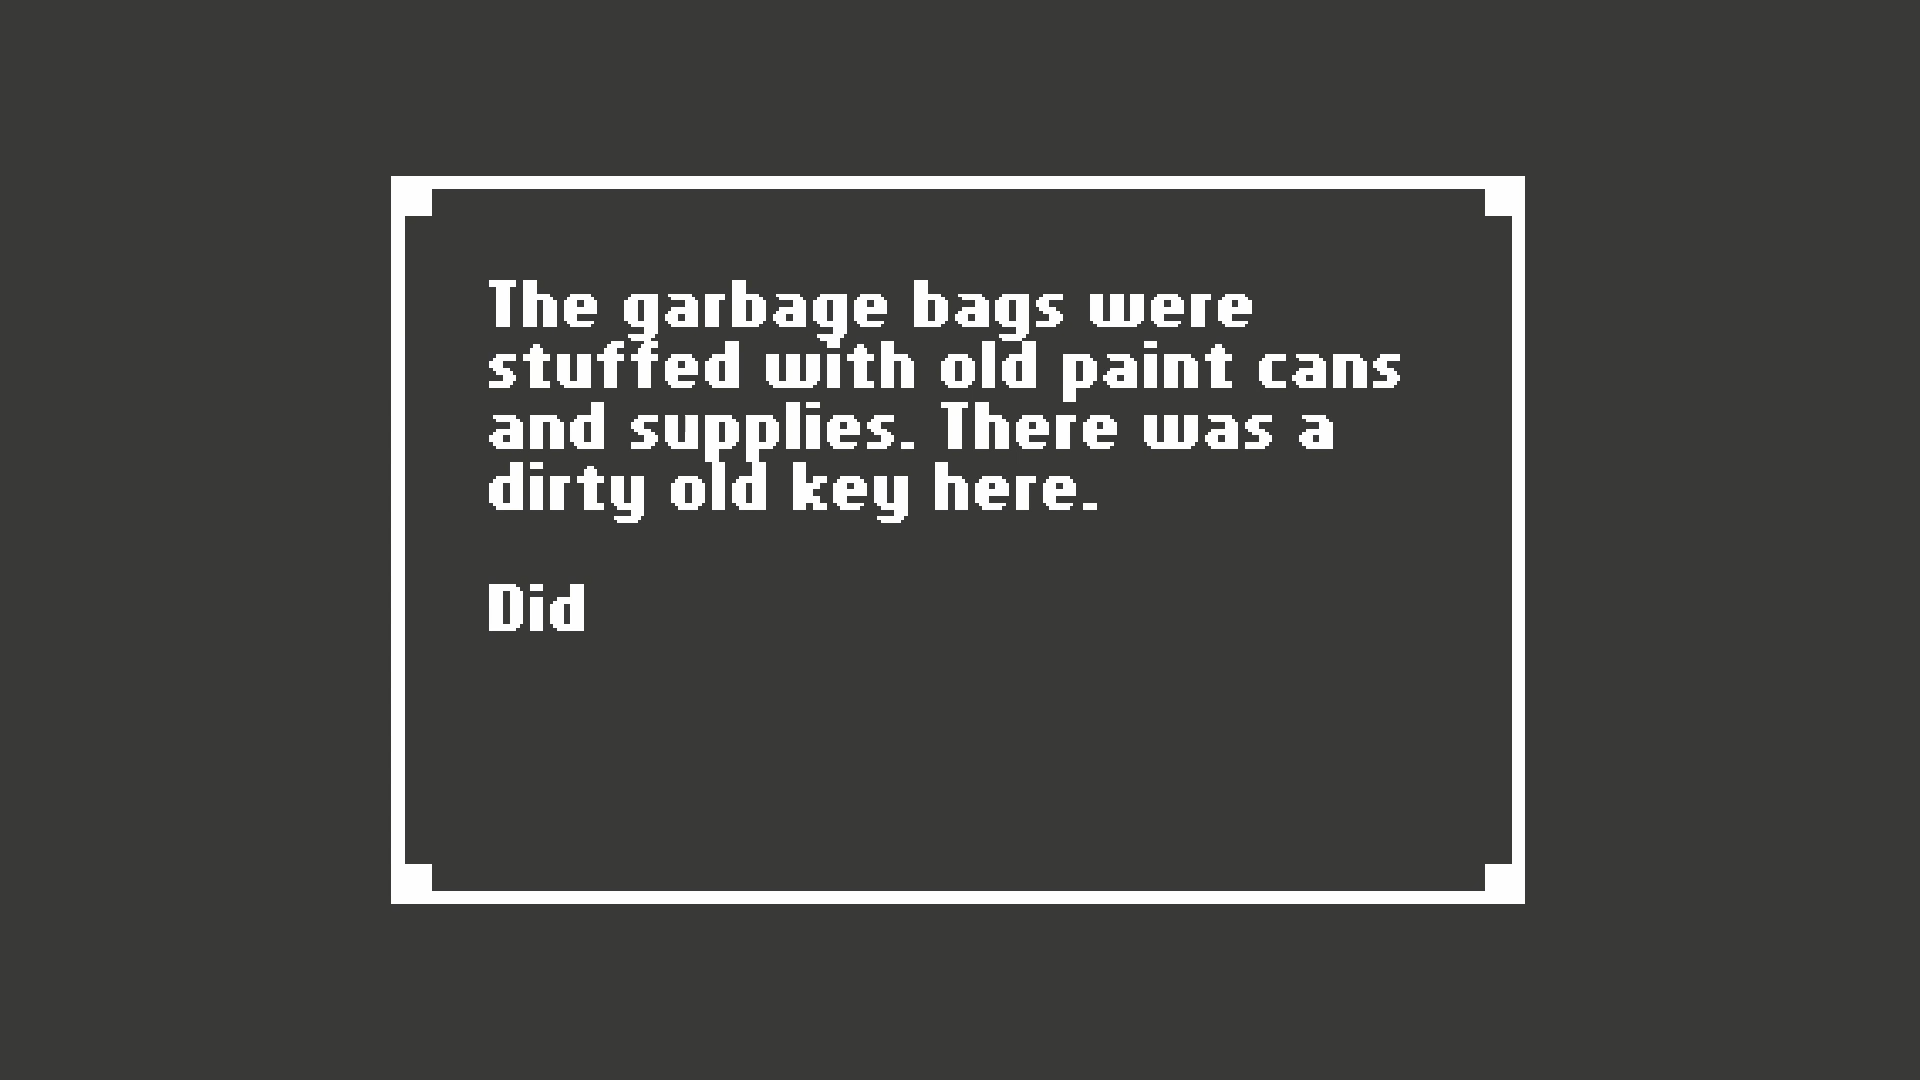 The garbage bags were
stuffed with old paint cans
and supplies. There was a
dirty old key here.
Did